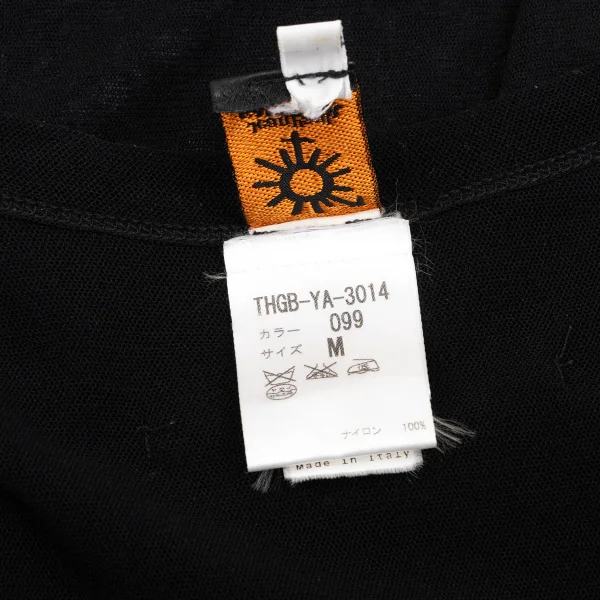 THGB-YA-3014
カラー 099
サイズ M
ナイロン 100%
Made in Italy